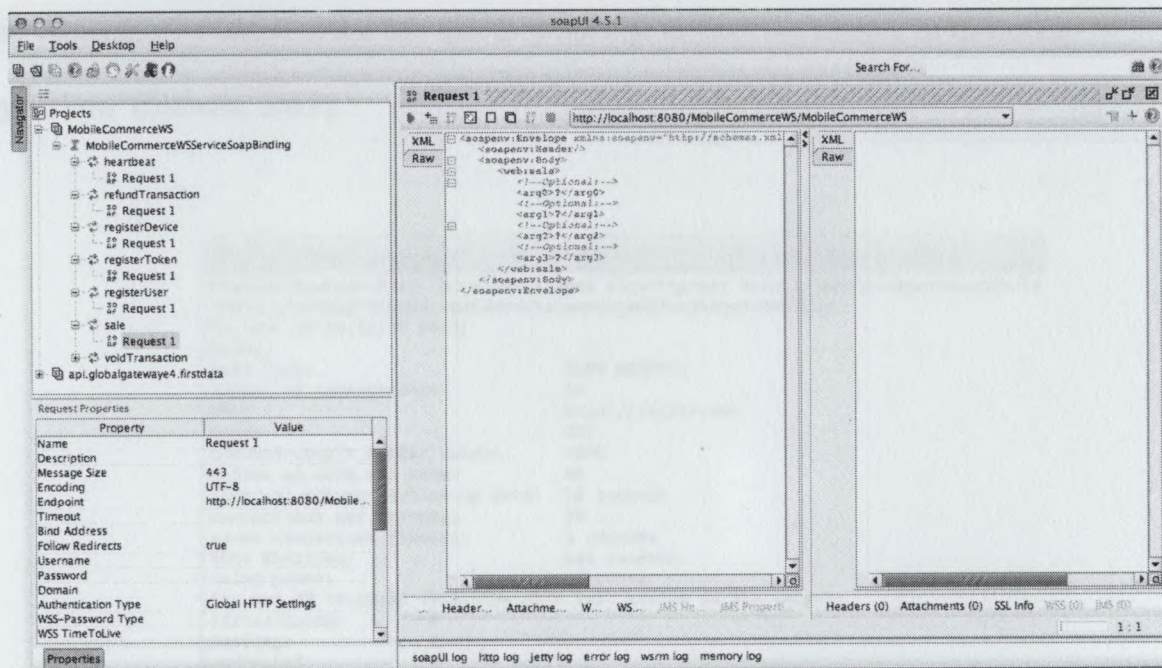 soapUI 4.5.1
File Tools Desktop Help
Search For...
Navigator
Projects
MobileCommerceWS
MobileCommerceWSServiceSoapBinding
heartbeat
Request 1
refundTransaction
Request 1
registerDevice
Request 1
registerToken
Request 1
registerUser
Request 1
sale
Request 1
voidTransaction
api.globalgatewaye4.firstdata
Request Properties
Property Value
Name Request 1
Description
Message Size 443
Encoding UTF-8
Endpoint http://localhost:8080/Mobile...
Timeout
Bind Address
Follow Redirects true
Username
Password
Domain
Authentication Type Global HTTP Settings
WSS-Password Type
WSS TimeToLive
Properties
Request 1
http://localhost:8080/MobileCommerceWS/MobileCommerceWS
XML
Raw
<soapenv:Envelope xmlns:soapenv="http://schemas.xml
<soapenv:Header/>
<soapenv:Body>
<web:sale>
<!--Optional:-->
<arg0>?</arg0>
<!--Optional:-->
<arg1>?</arg1>
<!--Optional:-->
<arg2>?</arg2>
<!--Optional:-->
<arg3>?</arg3>
</web:sale>
</soapenv:Body>
</soapenv:Envelope>
XML
Raw
... Header... Attachme... W... WS... JMS He... JMS Properti...
Headers (0) Attachments (0) SSL Info WSS (0) JMS (0)
1 : 1
soapUI log http log jetty log error log wsrm log memory log